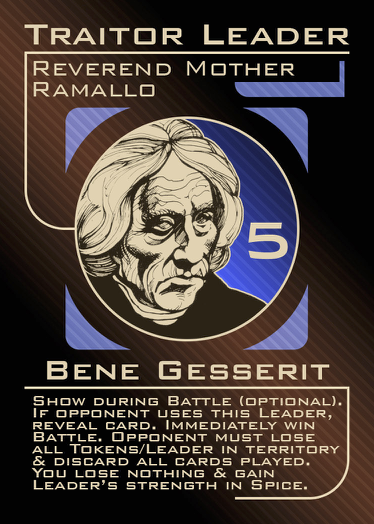 Traitor Leader
Reverend Mother
Ramallo
5
Bene Gesserit
Show during Battle (optional).
If opponent uses this Leader,
reveal card. Immediately win
Battle. Opponent must lose
all Tokens/Leader in territory
& discard all cards played.
You lose nothing & gain
Leader's strength in Spice.